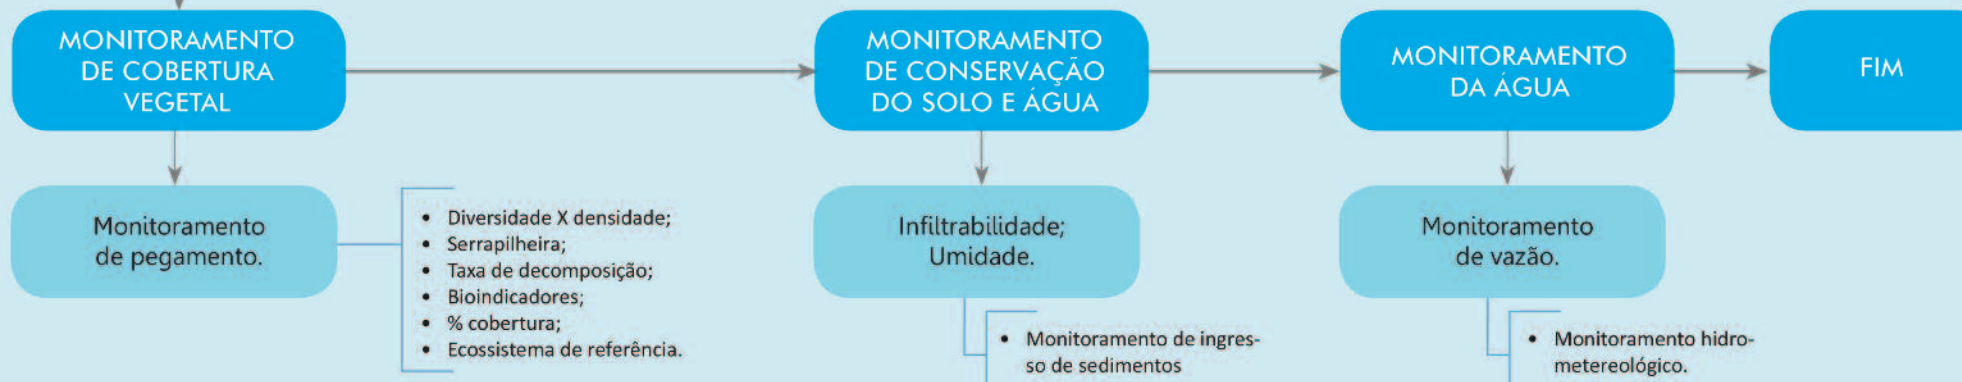 MONITORAMENTO
DE COBERTURA
VEGETAL
MONITORAMENTO
DE CONSERVAÇÃO
DO SOLO E ÁGUA
MONITORAMENTO
DA ÁGUA
FIM
Monitoramento
de pegamento.
• Diversidade X densidade;
• Serrapilheira;
• Taxa de decomposição;
• Bioindicadores;
• % cobertura;
• Ecossistema de referência.
Infiltrabilidade;
Umidade.
• Monitoramento de ingres-
so de sedimentos
Monitoramento
de vazão.
• Monitoramento hidro-
metereológico.